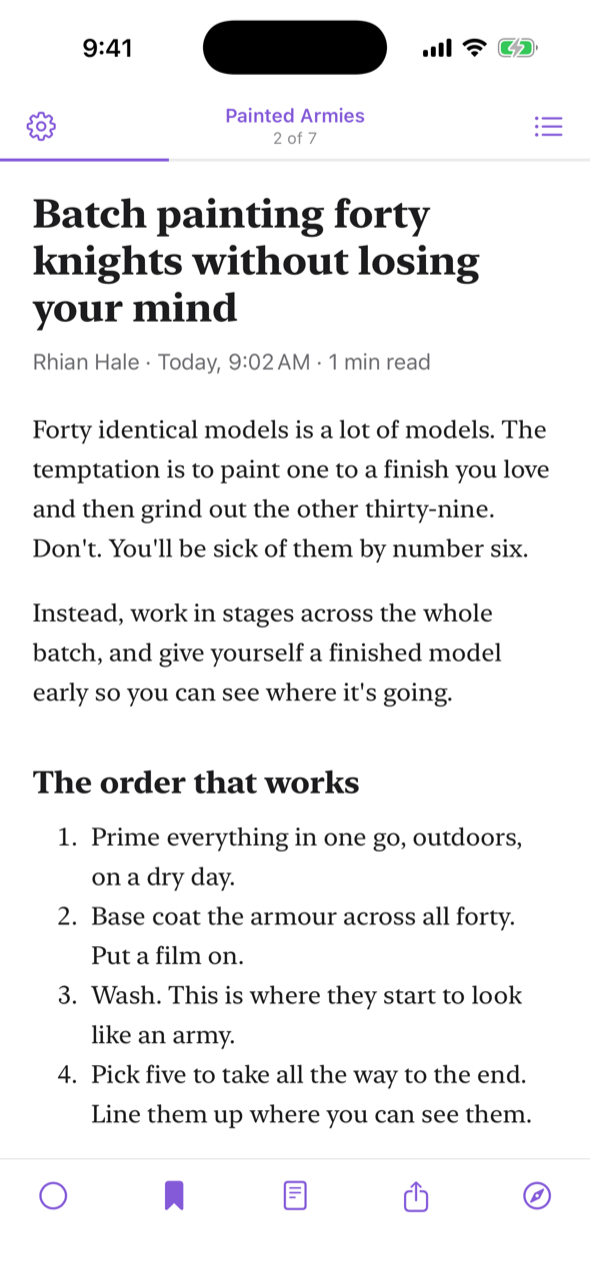 9:41
Painted Armies
2 of 7
Batch painting forty
knights without losing
your mind
Rhian Hale · Today, 9:02 AM · 1 min read
Forty identical models is a lot of models. The
temptation is to paint one to a finish you love
and then grind out the other thirty-nine.
Don't. You'll be sick of them by number six.
Instead, work in stages across the whole
batch, and give yourself a finished model
early so you can see where it's going.
The order that works
1. Prime everything in one go, outdoors,
on a dry day.
2. Base coat the armour across all forty.
Put a film on.
3. Wash. This is where they start to look
like an army.
4. Pick five to take all the way to the end.
Line them up where you can see them.